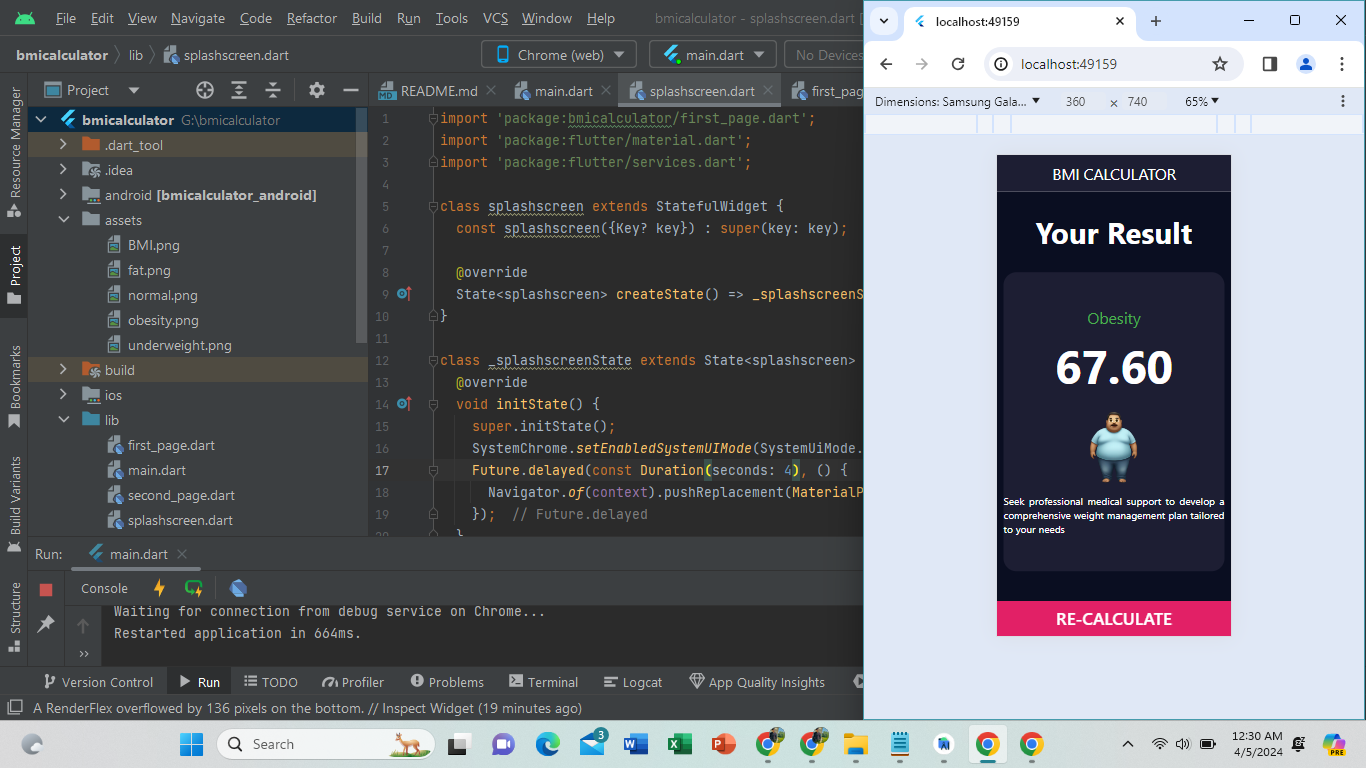 File Edit View Navigate Code Refactor Build Run Tools VCS Window Help bmicalculator - splashscreen.dart [
bmicalculator lib splashscreen.dart Chrome (web) main.dart No Devices
Project README.md main.dart splashscreen.dart first_pag
Resource Manager
Project
Bookmarks
Build Variants
Structure
bmicalculator G:\bmicalculator
.dart_tool
.idea
android [bmicalculator_android]
assets
BMI.png
fat.png
normal.png
obesity.png
underweight.png
build
ios
lib
first_page.dart
main.dart
second_page.dart
splashscreen.dart
1 import 'package:bmicalculator/first_page.dart';
2 import 'package:flutter/material.dart';
3 import 'package:flutter/services.dart';
4
5 class splashscreen extends StatefulWidget {
6 const splashscreen({Key? key}) : super(key: key);
7
8 @override
9 State<splashscreen> createState() => _splashscreenS
10 }
11
12 class _splashscreenState extends State<splashscreen>
13 @override
14 void initState() {
15 super.initState();
16 SystemChrome.setEnabledSystemUIMode(SystemUiMode.
17 Future.delayed(const Duration(seconds: 4), () {
18 Navigator.of(context).pushReplacement(MaterialP
19 }); // Future.delayed
20 }
Run: main.dart
Console
Waiting for connection from debug service on Chrome...
Restarted application in 664ms.
Version Control Run TODO Profiler Problems Terminal Logcat App Quality Insights
A RenderFlex overflowed by 136 pixels on the bottom. // Inspect Widget (19 minutes ago)
localhost:49159
localhost:49159
Dimensions: Samsung Gala... 360 × 740 65%
BMI CALCULATOR
Your Result
Obesity
67.60
Seek professional medical support to develop a
comprehensive weight management plan tailored
to your needs
RE-CALCULATE
Search 3 12:30 AM
4/5/2024
PRE